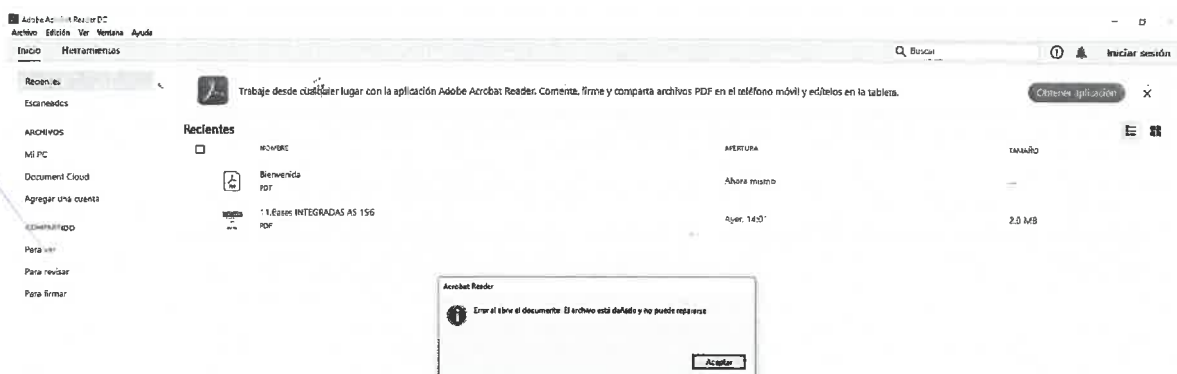 Adobe Acrobat Reader DC
Archivo Edición Ver Ventana Ayuda
Inicio Herramientas Buscar Iniciar sesión
Recientes
Escaneados
ARCHIVOS
Mi PC
Document Cloud
Agregar una cuenta
COMPARTIDO
Para ver
Para revisar
Para firmar
Trabaje desde cualquier lugar con la aplicación Adobe Acrobat Reader. Comente, firme y comparta archivos PDF en el teléfono móvil y edítelos en la tableta. Obtener aplicación
Recientes
NOMBRE APERTURA TAMAÑO
Bienvenida
PDF
Ahora mismo
11.Bases INTEGRADAS AS 156
PDF
Ayer, 14:01 2.0 MB
Acrobat Reader
Error al abrir el documento. El archivo está dañado y no puede repararse.
Aceptar